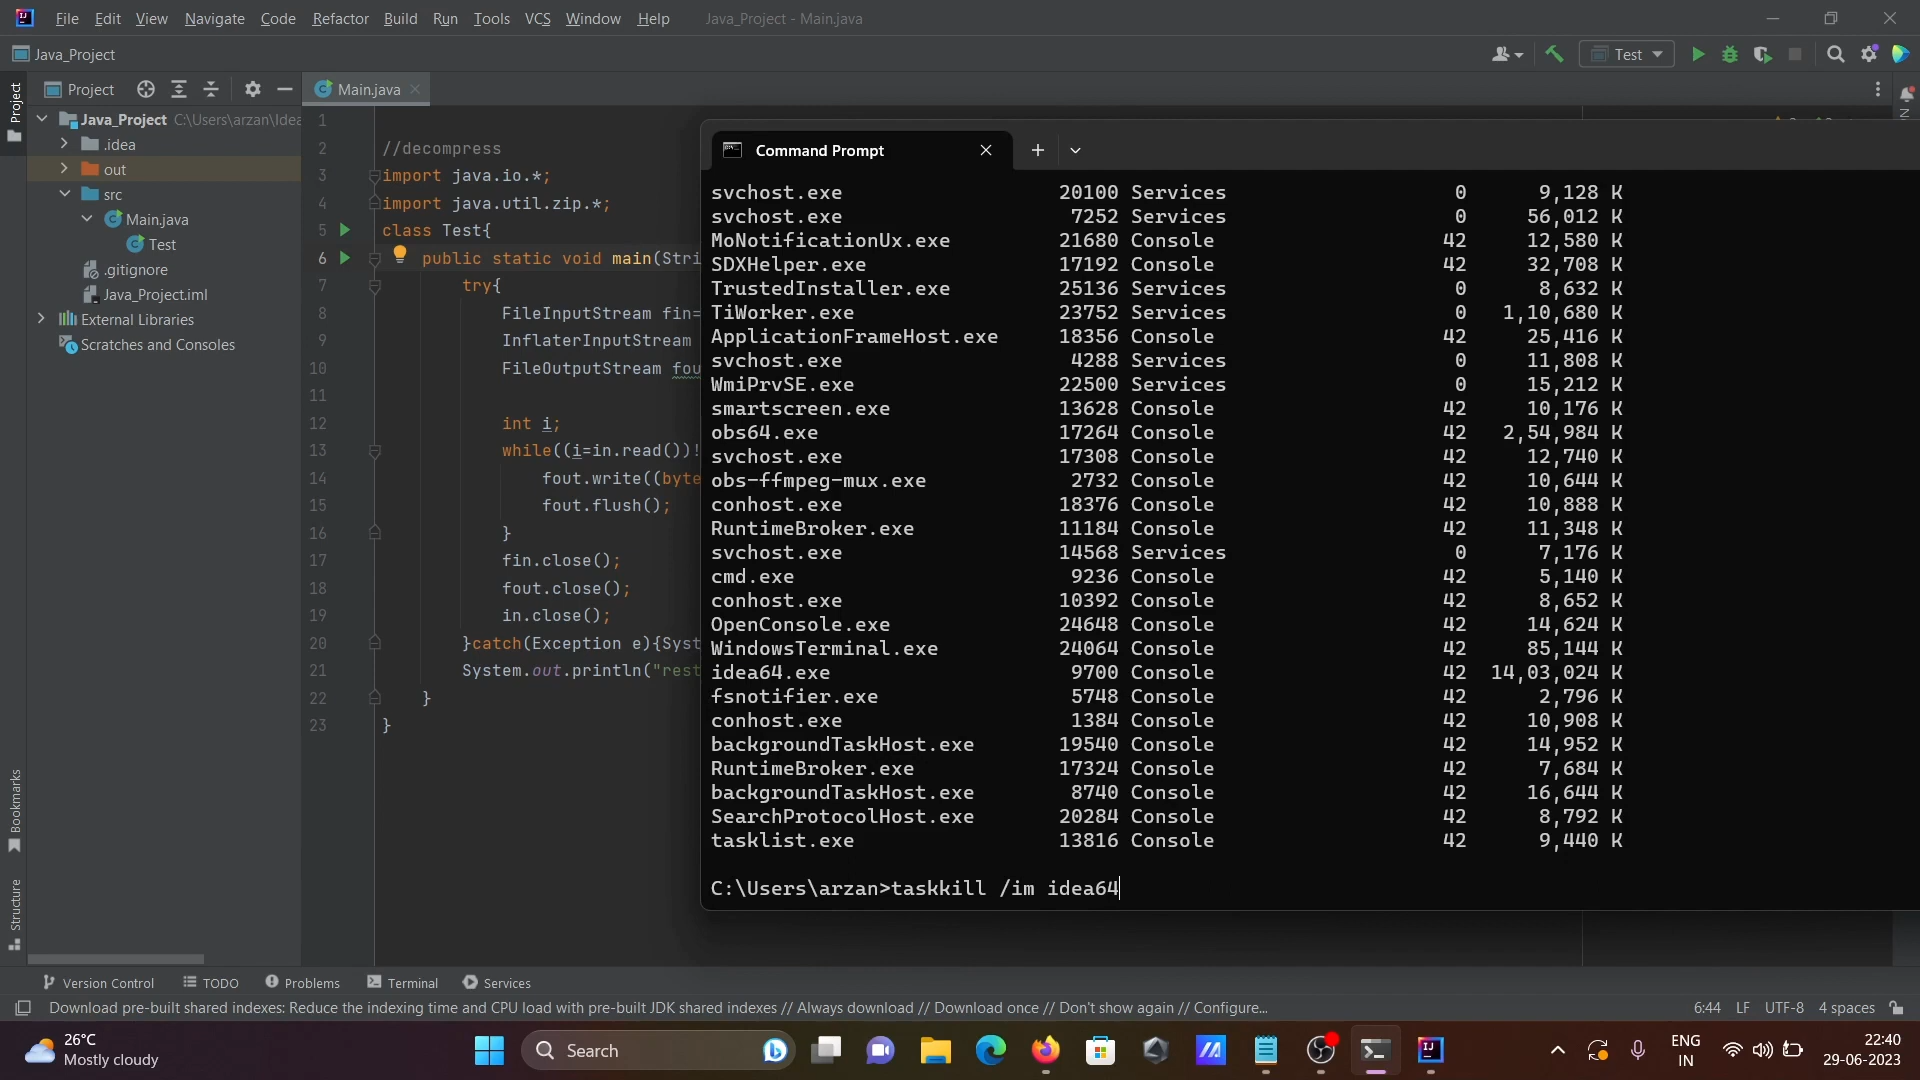 File Edit View Navigate Code Refactor Build Run Tools VCS Window Help Java_Project - Main.java
Java_Project
Test
Project
Project
Main.java
Java_Project C:\Users\arzan\Idea
.idea
out
src
Main.java
Test
.gitignore
Java_Project.iml
External Libraries
Scratches and Consoles
Bookmarks
Structure
1
2 //decompress
3 import java.io.*;
4 import java.util.zip.*;
5 class Test{
6 public static void main(Stri
7 try{
8 FileInputStream fin=
9 InflaterInputStream
10 FileOutputStream fou
11
12 int i;
13 while((i=in.read())!
14 fout.write((byte
15 fout.flush();
16 }
17 fin.close();
18 fout.close();
19 in.close();
20 }catch(Exception e){Syst
21 System.out.println("rest
22 }
23 }
Command Prompt
svchost.exe 20100 Services 0 9,128 K
svchost.exe 7252 Services 0 56,012 K
MoNotificationUx.exe 21680 Console 42 12,580 K
SDXHelper.exe 17192 Console 42 32,708 K
TrustedInstaller.exe 25136 Services 0 8,632 K
TiWorker.exe 23752 Services 0 1,10,680 K
ApplicationFrameHost.exe 18356 Console 42 25,416 K
svchost.exe 4288 Services 0 11,808 K
WmiPrvSE.exe 22500 Services 0 15,212 K
smartscreen.exe 13628 Console 42 10,176 K
obs64.exe 17264 Console 42 2,54,984 K
svchost.exe 17308 Console 42 12,740 K
obs-ffmpeg-mux.exe 2732 Console 42 10,644 K
conhost.exe 18376 Console 42 10,888 K
RuntimeBroker.exe 11184 Console 42 11,348 K
svchost.exe 14568 Services 0 7,176 K
cmd.exe 9236 Console 42 5,140 K
conhost.exe 10392 Console 42 8,652 K
OpenConsole.exe 24648 Console 42 14,624 K
WindowsTerminal.exe 24064 Console 42 85,144 K
idea64.exe 9700 Console 42 14,03,024 K
fsnotifier.exe 5748 Console 42 2,796 K
conhost.exe 1384 Console 42 10,908 K
backgroundTaskHost.exe 19540 Console 42 14,952 K
RuntimeBroker.exe 17324 Console 42 7,684 K
backgroundTaskHost.exe 8740 Console 42 16,644 K
SearchProtocolHost.exe 20284 Console 42 8,792 K
tasklist.exe 13816 Console 42 9,440 K
C:\Users\arzan>taskkill /im idea64
Version Control TODO Problems Terminal Services
Download pre-built shared indexes: Reduce the indexing time and CPU load with pre-built JDK shared indexes // Always download // Download once // Don't show again // Configure... 6:44 LF UTF-8 4 spaces
26°C
Mostly cloudy
Search
ENG
IN
22:40
29-06-2023